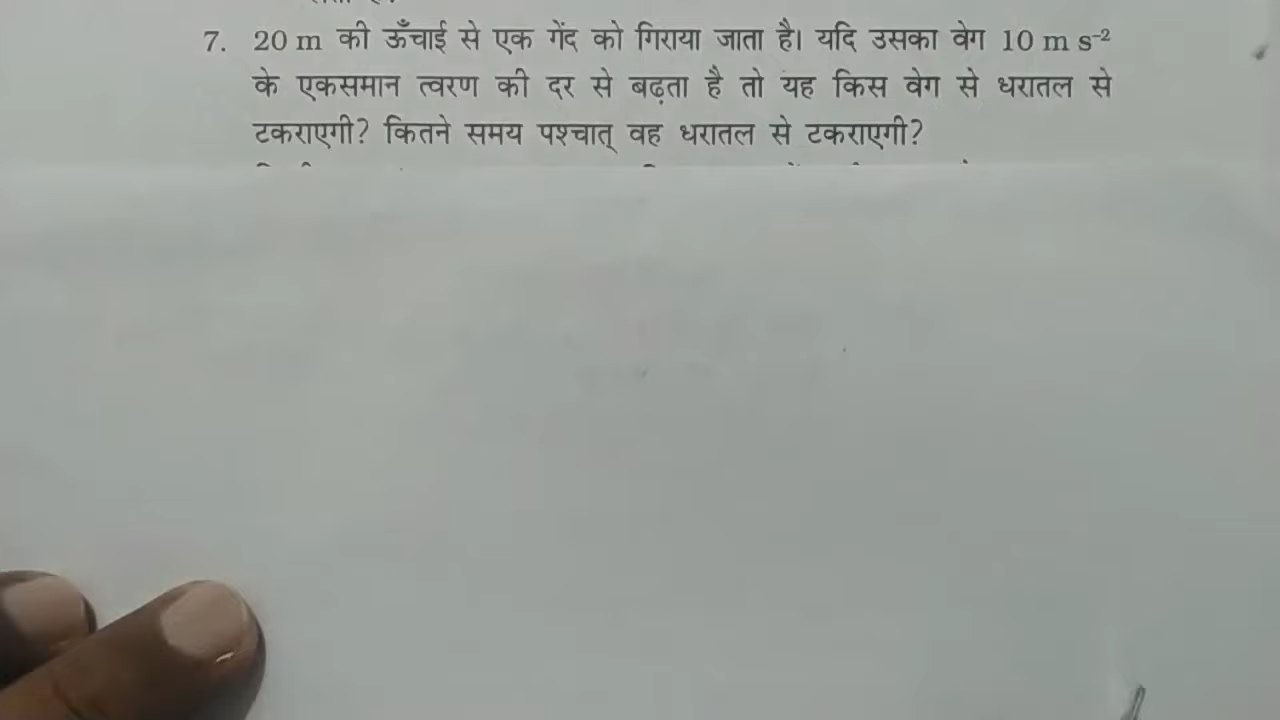 7. 20 m की ऊँचाई से एक गेंद को गिराया जाता है। यदि उसका वेग 10 m s⁻²
के एकसमान त्वरण की दर से बढ़ता है तो यह किस वेग से धरातल से
टकराएगी? कितने समय पश्चात् वह धरातल से टकराएगी?